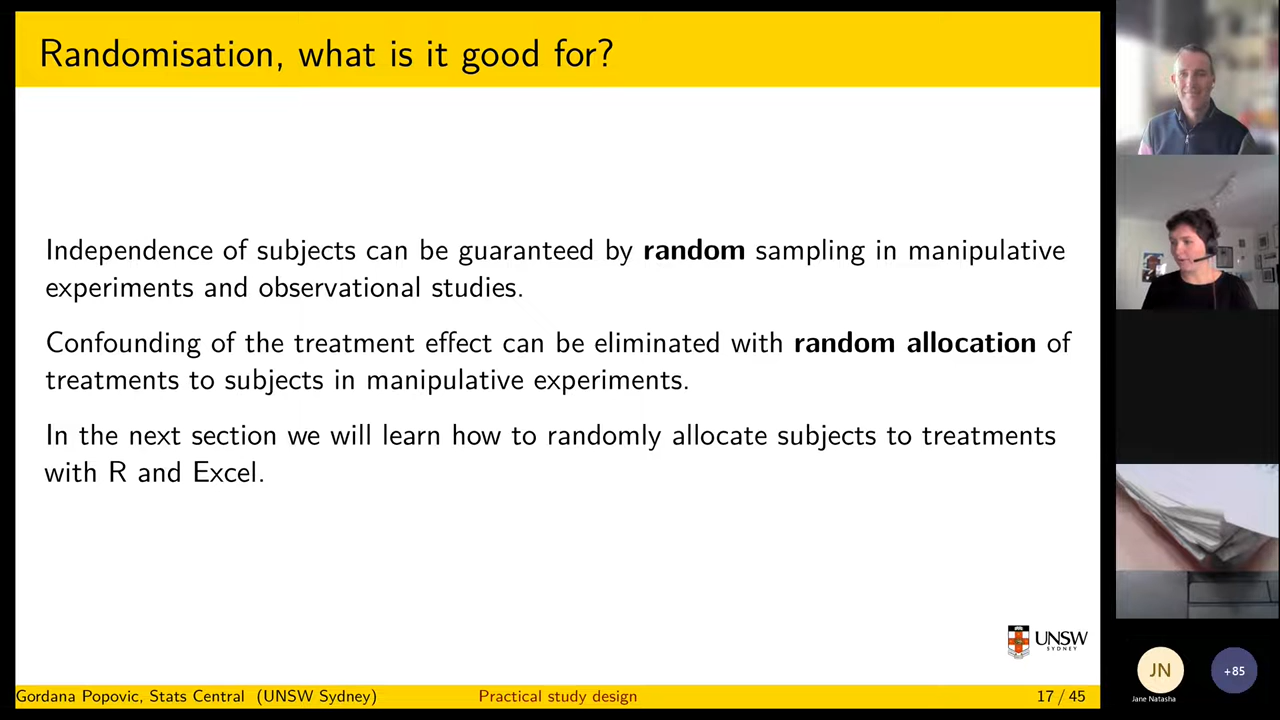 Randomisation, what is it good for?
Independence of subjects can be guaranteed by random sampling in manipulative
experiments and observational studies.
Confounding of the treatment effect can be eliminated with random allocation of
treatments to subjects in manipulative experiments.
In the next section we will learn how to randomly allocate subjects to treatments
with R and Excel.
UNSW
SYDNEY
Gordana Popovic, Stats Central (UNSW Sydney)
Practical study design
17 / 45
JN
Jane Natasha
+85